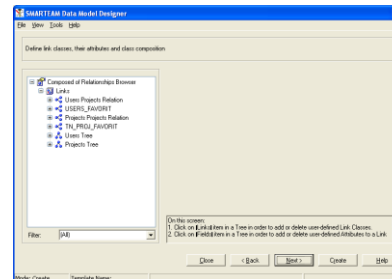 SMARTEAM Data Model Designer
File View Tools Help
Define link classes, their attributes and class composition
Composed of Relationships Browser
Links
Users Projects Relation
USERS_FAVORIT
Projects Projects Relation
TN_PROJ_FAVORIT
Users Tree
Projects Tree
On this screen:
1. Click on (Links) item in a Tree in order to add or delete user-defined Link Classes.
2. Click on (Fields) item in a Tree in order to add or delete user-defined Attributes to a Link
Filter: (All)
Close < Back Next > Create Help
Mode: Create Template Name: